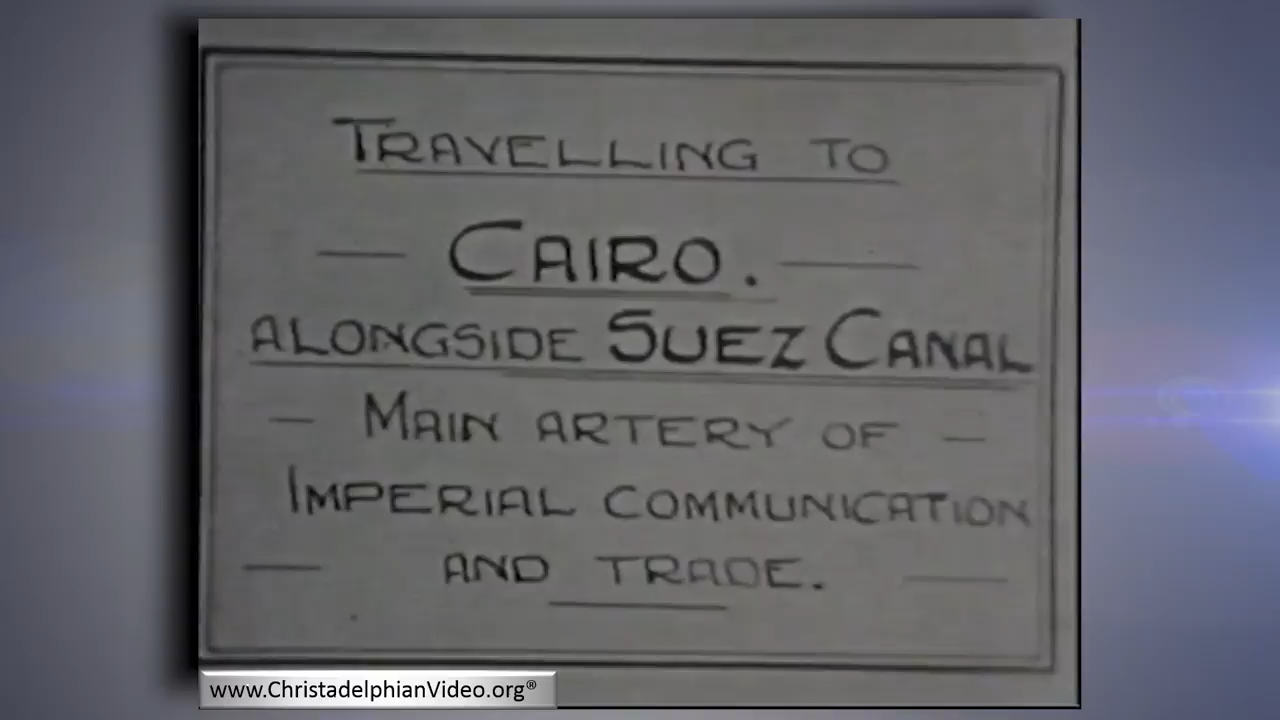 TRAVELLING TO
— CAIRO. —
ALONGSIDE SUEZ CANAL
— MAIN ARTERY OF —
IMPERIAL COMMUNICATION
— AND TRADE. —
www.ChristadelphianVideo.org®